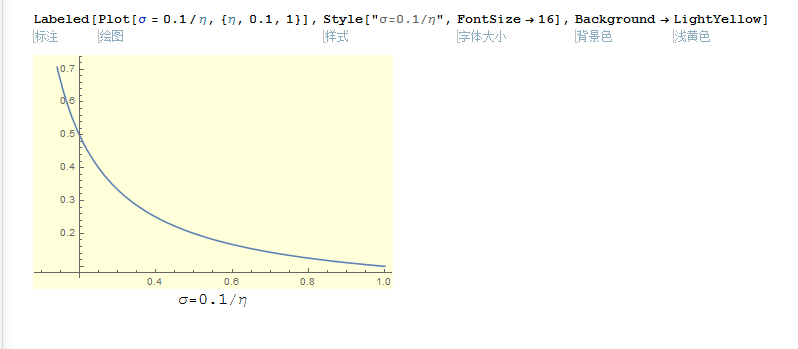 Labeled[Plot[σ = 0.1/η, {η, 0.1, 1}], Style["σ=0.1/η", FontSize → 16], Background → LightYellow]
标注 绘图 样式 字体大小 背景色 浅黄色
0.7
0.6
0.5
0.4
0.3
0.2
0.4 0.6 0.8 1.0
σ=0.1/η